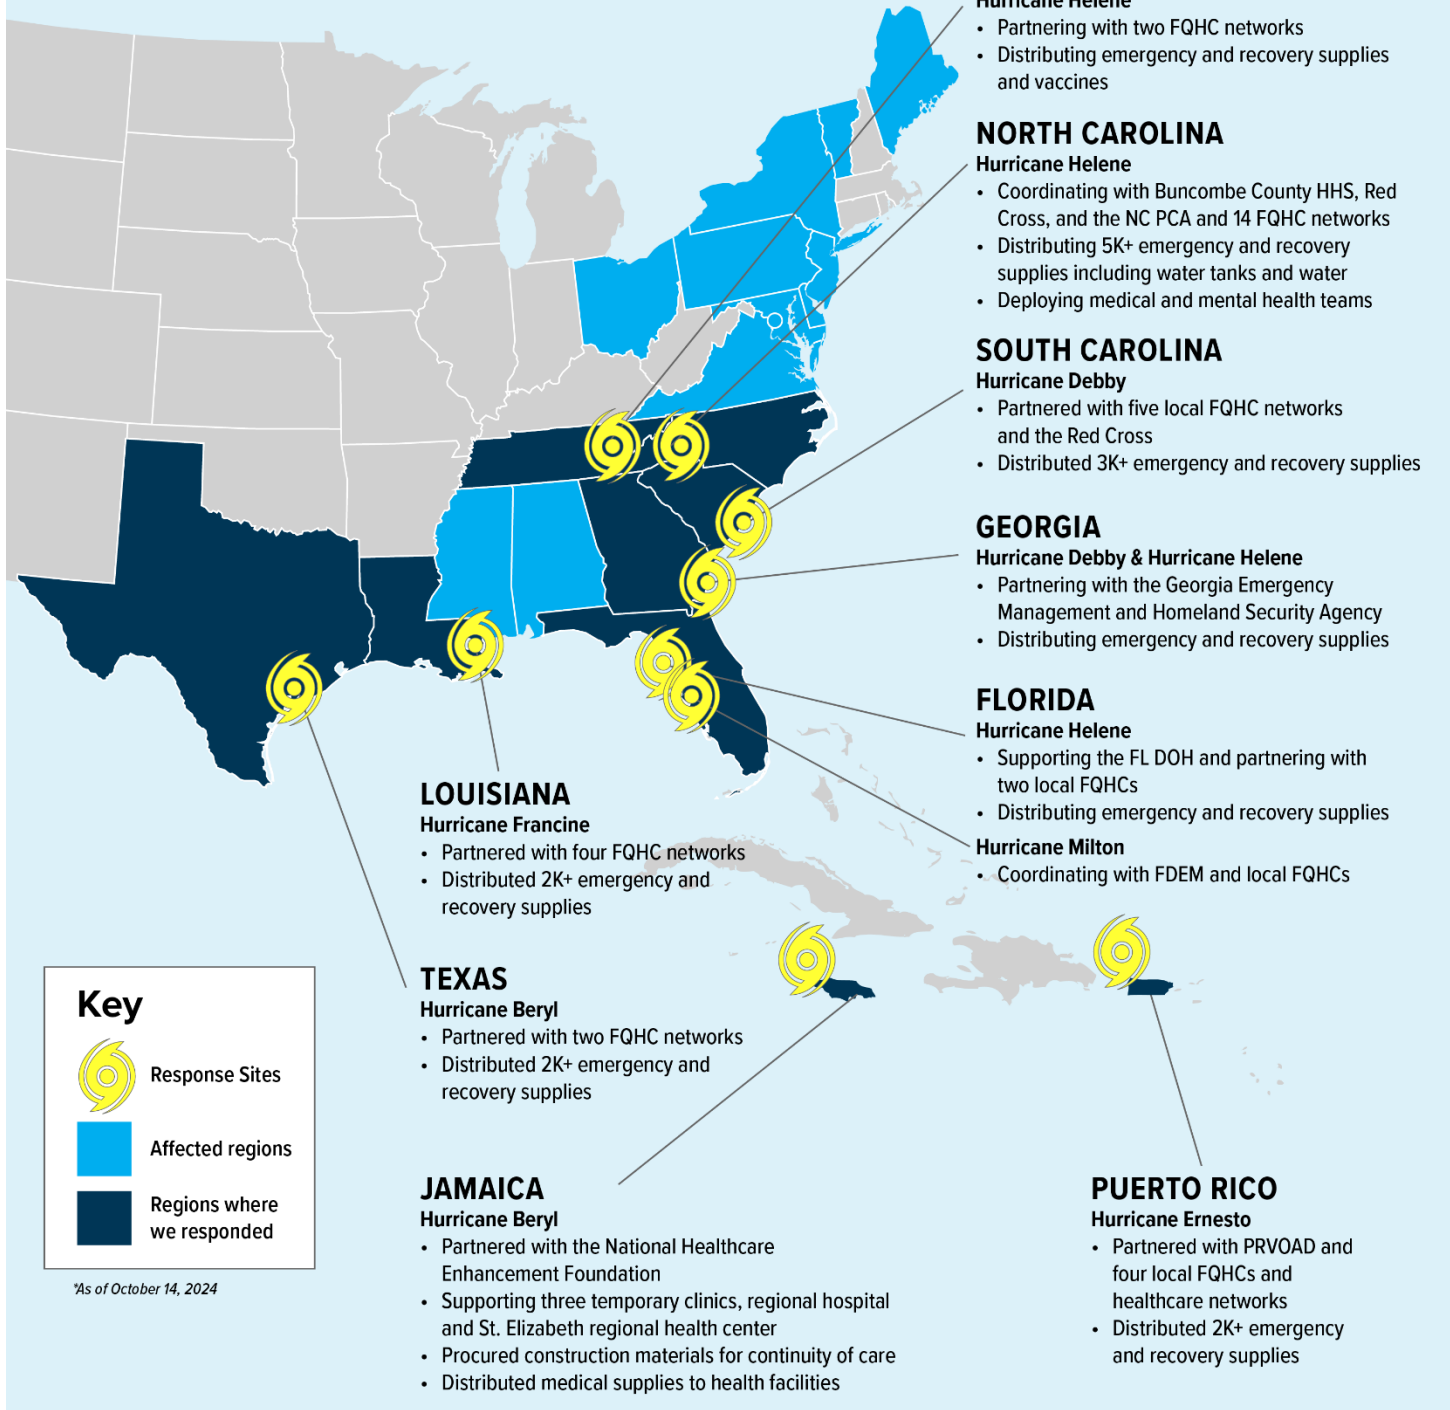 Hurricane Helene
• Partnering with two FQHC networks
• Distributing emergency and recovery supplies
and vaccines
NORTH CAROLINA
Hurricane Helene
• Coordinating with Buncombe County HHS, Red
Cross, and the NC PCA and 14 FQHC networks
• Distributing 5K+ emergency and recovery
supplies including water tanks and water
• Deploying medical and mental health teams
SOUTH CAROLINA
Hurricane Debby
• Partnered with five local FQHC networks
and the Red Cross
• Distributed 3K+ emergency and recovery supplies
GEORGIA
Hurricane Debby & Hurricane Helene
• Partnering with the Georgia Emergency
Management and Homeland Security Agency
• Distributing emergency and recovery supplies
FLORIDA
Hurricane Helene
• Supporting the FL DOH and partnering with
two local FQHCs
• Distributing emergency and recovery supplies
Hurricane Milton
• Coordinating with FDEM and local FQHCs
LOUISIANA
Hurricane Francine
• Partnered with four FQHC networks
• Distributed 2K+ emergency and
recovery supplies
TEXAS
Hurricane Beryl
• Partnered with two FQHC networks
• Distributed 2K+ emergency and
recovery supplies
Key
Response Sites
Affected regions
Regions where
we responded
*As of October 14, 2024
JAMAICA
Hurricane Beryl
• Partnered with the National Healthcare
Enhancement Foundation
• Supporting three temporary clinics, regional hospital
and St. Elizabeth regional health center
• Procured construction materials for continuity of care
• Distributed medical supplies to health facilities
PUERTO RICO
Hurricane Ernesto
• Partnered with PRVOAD and
four local FQHCs and
healthcare networks
• Distributed 2K+ emergency
and recovery supplies